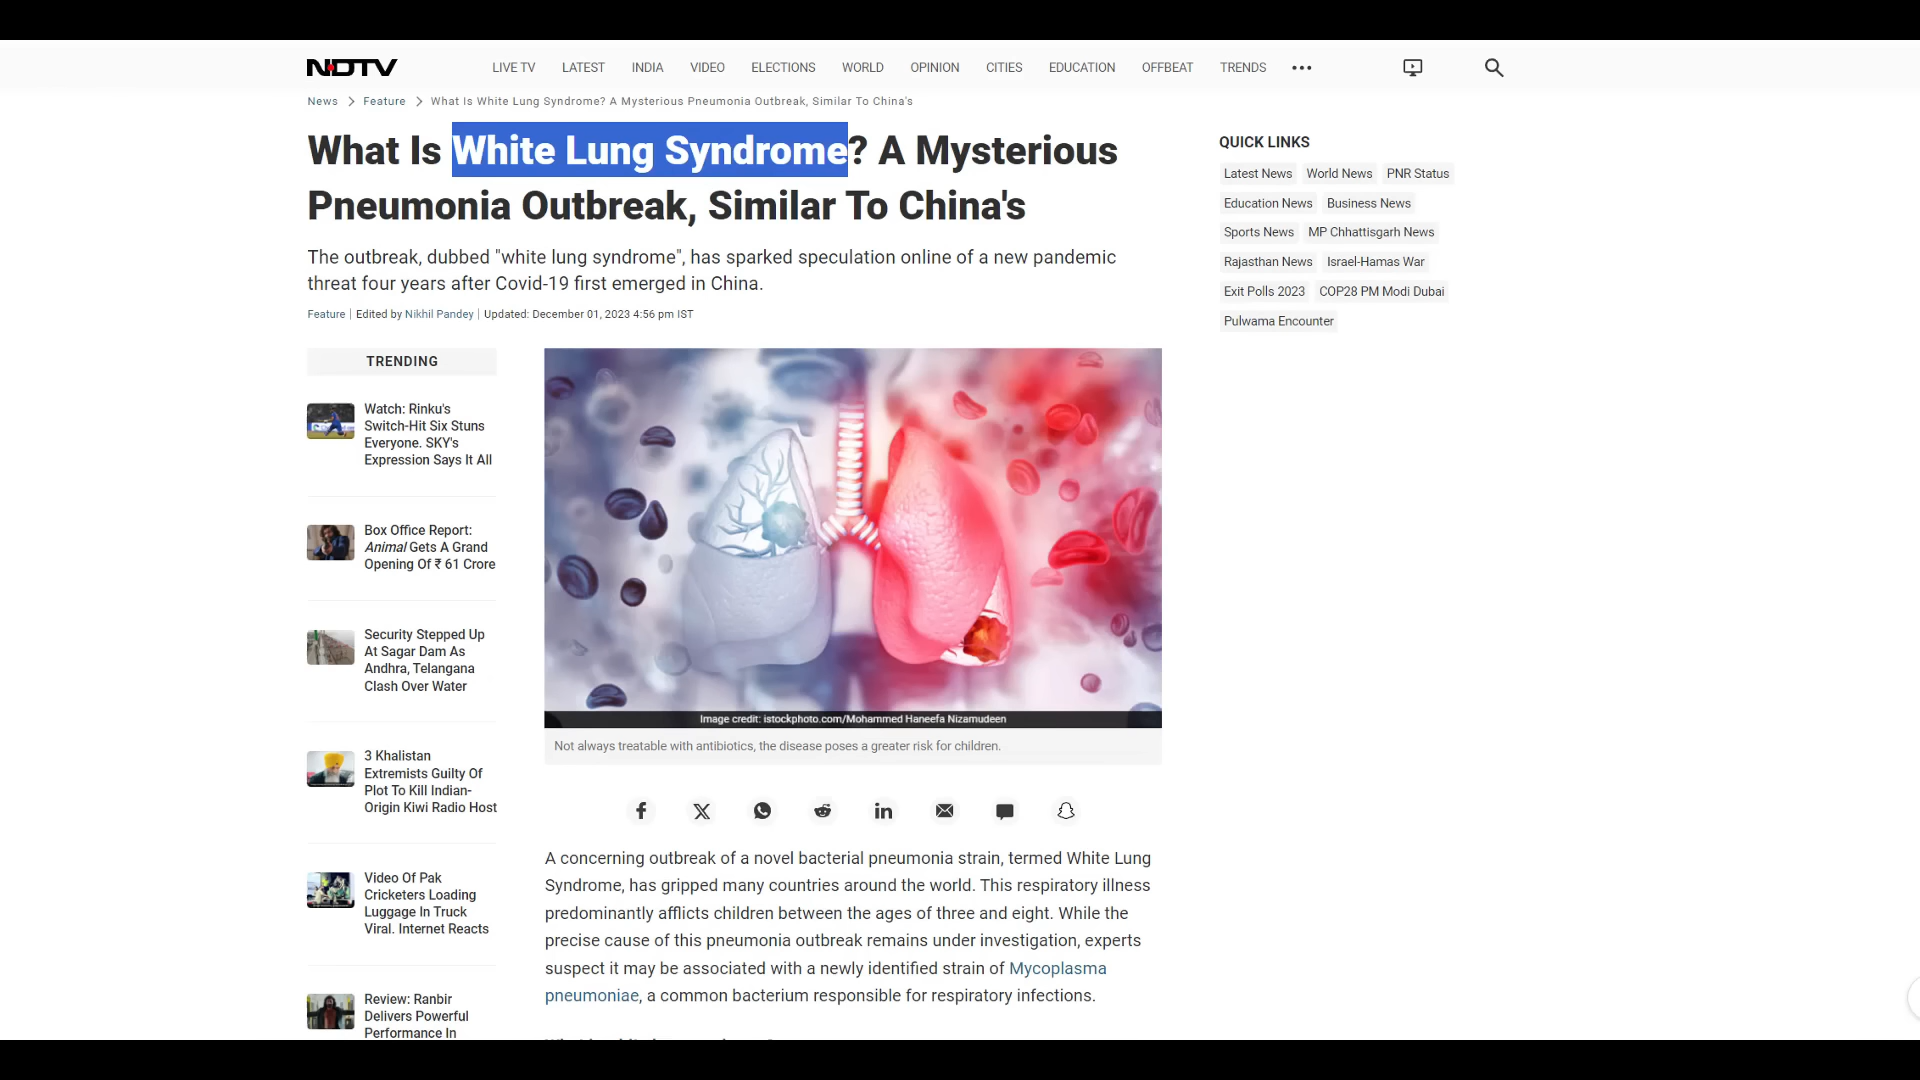 NDTV
LIVE TV LATEST INDIA VIDEO ELECTIONS WORLD OPINION CITIES EDUCATION OFFBEAT TRENDS
News Feature What Is White Lung Syndrome? A Mysterious Pneumonia Outbreak, Similar To China's
What Is White Lung Syndrome? A Mysterious
Pneumonia Outbreak, Similar To China's
The outbreak, dubbed "white lung syndrome", has sparked speculation online of a new pandemic
threat four years after Covid-19 first emerged in China.
Feature | Edited by Nikhil Pandey | Updated: December 01, 2023 4:56 pm IST
TRENDING
Watch: Rinku's
Switch-Hit Six Stuns
Everyone. SKY's
Expression Says It All
Box Office Report:
Animal Gets A Grand
Opening Of ₹ 61 Crore
Security Stepped Up
At Sagar Dam As
Andhra, Telangana
Clash Over Water
3 Khalistan
Extremists Guilty Of
Plot To Kill Indian-
Origin Kiwi Radio Host
Video Of Pak
Cricketers Loading
Luggage In Truck
Viral. Internet Reacts
Review: Ranbir
Delivers Powerful
Performance In
Image credit: istockphoto.com/Mohammed Haneefa Nizamudeen
Not always treatable with antibiotics, the disease poses a greater risk for children.
A concerning outbreak of a novel bacterial pneumonia strain, termed White Lung
Syndrome, has gripped many countries around the world. This respiratory illness
predominantly afflicts children between the ages of three and eight. While the
precise cause of this pneumonia outbreak remains under investigation, experts
suspect it may be associated with a newly identified strain of Mycoplasma
pneumoniae, a common bacterium responsible for respiratory infections.
QUICK LINKS
Latest News World News PNR Status
Education News Business News
Sports News MP Chhattisgarh News
Rajasthan News Israel-Hamas War
Exit Polls 2023 COP28 PM Modi Dubai
Pulwama Encounter